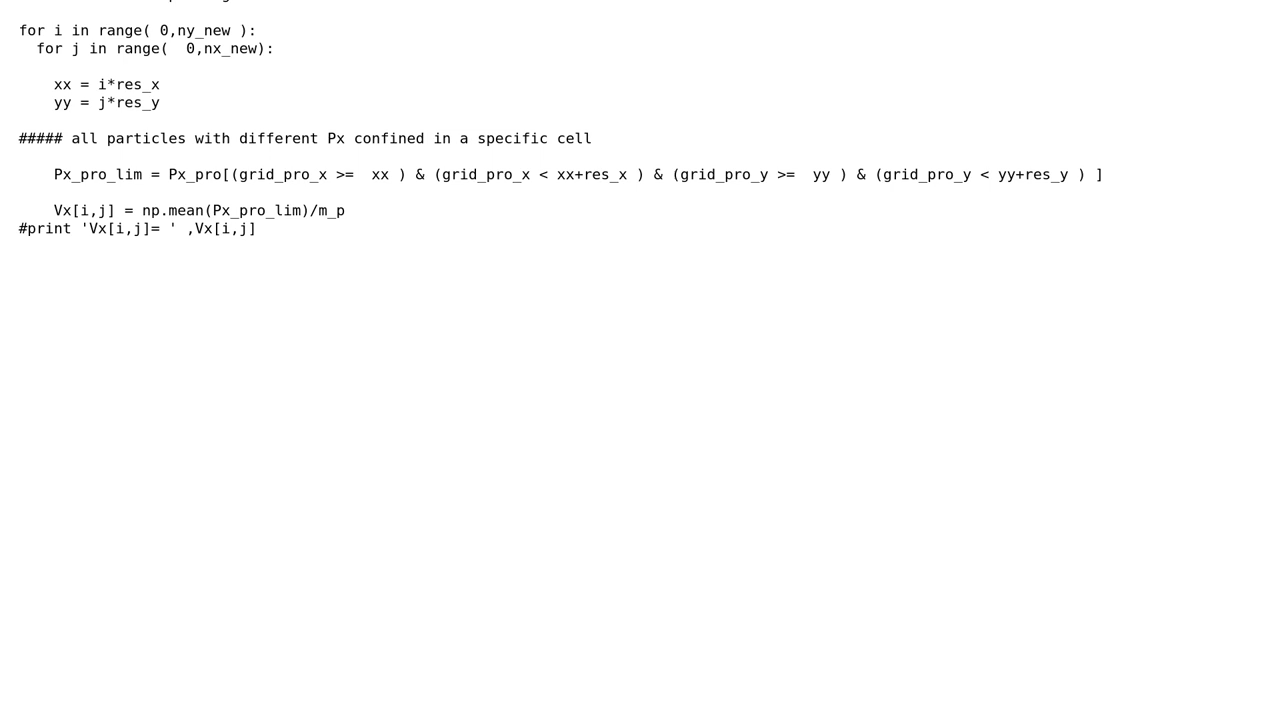 for i in range( 0,ny_new ):
  for j in range(  0,nx_new):
    xx = i*res_x
    yy = j*res_y
##### all particles with different Px confined in a specific cell
    Px_pro_lim = Px_pro[(grid_pro_x >=  xx ) & (grid_pro_x < xx+res_x ) & (grid_pro_y >=  yy ) & (grid_pro_y < yy+res_y ) ]
    Vx[i,j] = np.mean(Px_pro_lim)/m_p
#print 'Vx[i,j]= ' ,Vx[i,j]